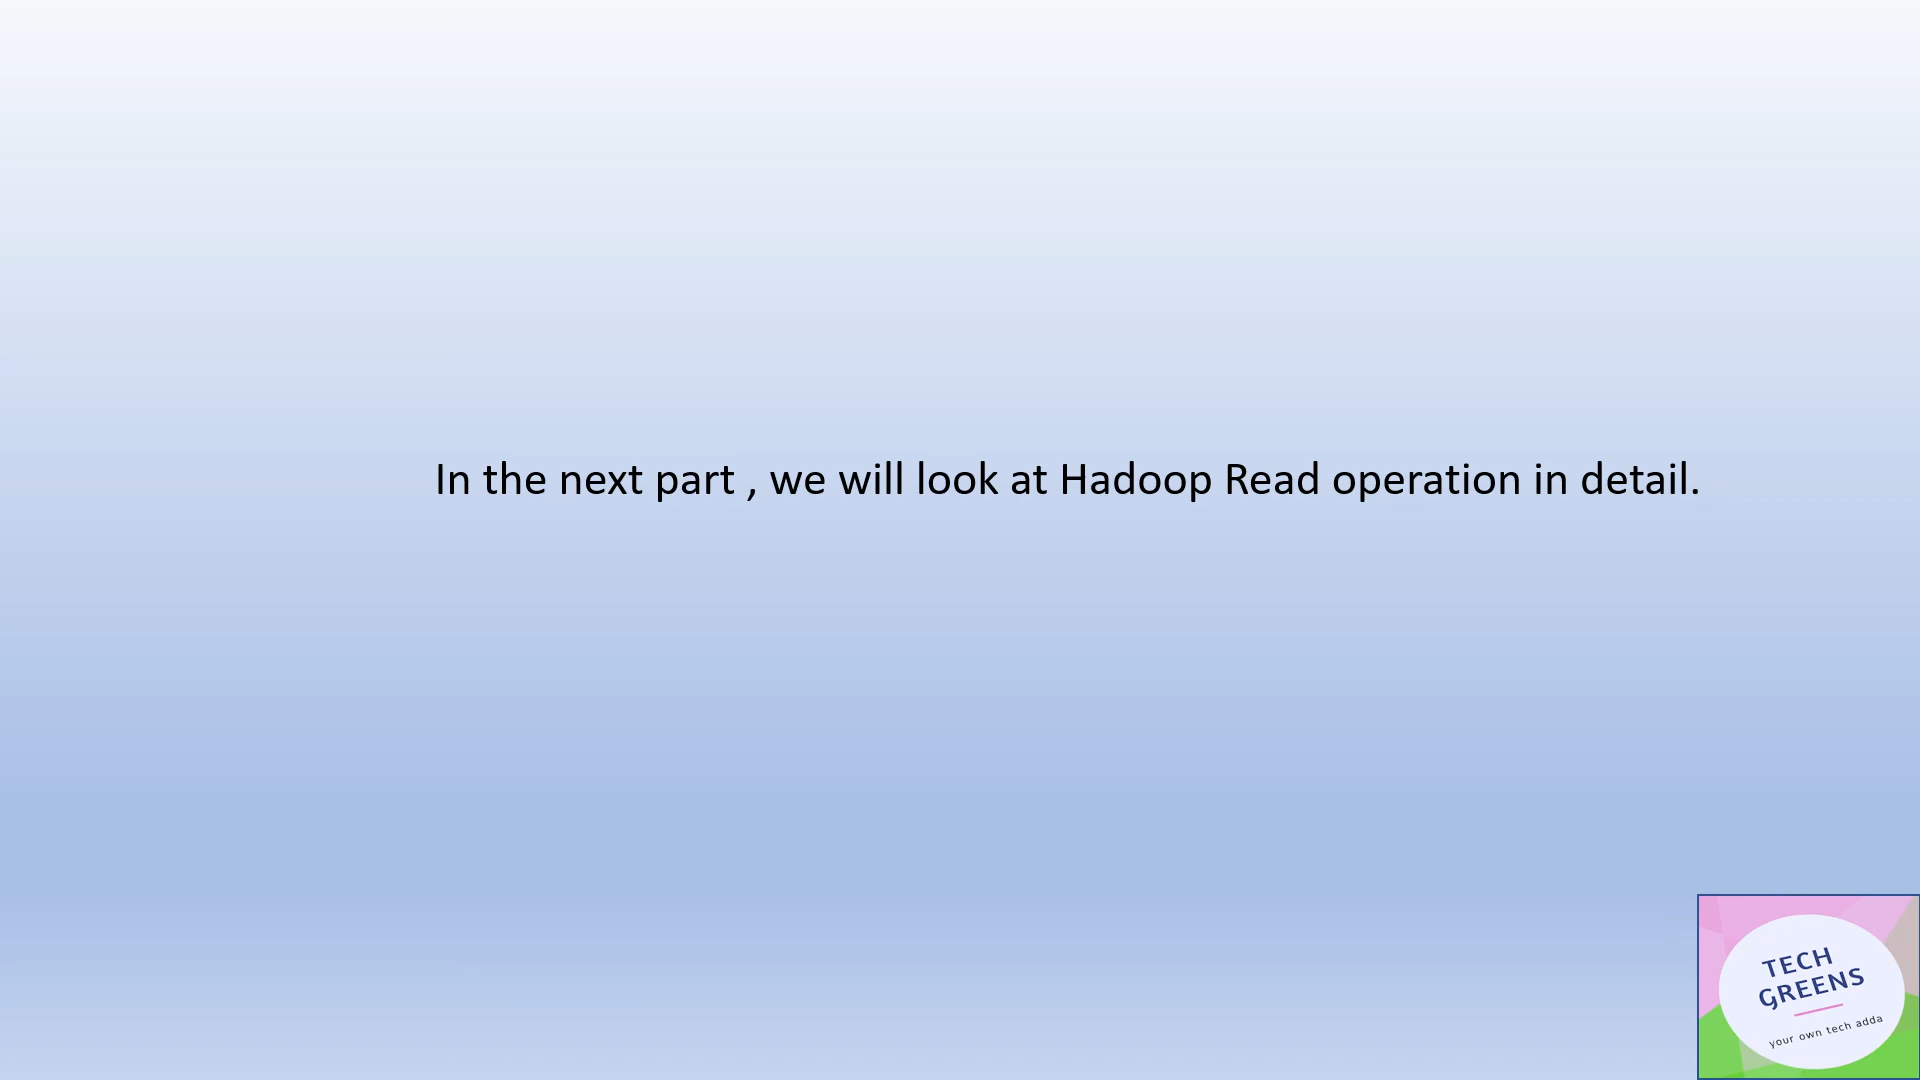 In the next part , we will look at Hadoop Read operation in detail.
TECH
GREENS
your own tech adda